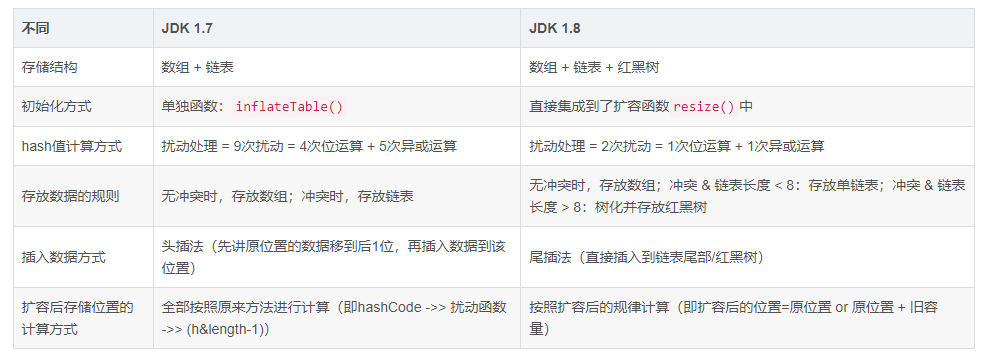 不同 JDK 1.7 JDK 1.8
存储结构 数组 + 链表 数组 + 链表 + 红黑树
初始化方式 单独函数： inflateTable() 直接集成到了扩容函数 resize() 中
hash值计算方式 扰动处理 = 9次扰动 = 4次位运算 + 5次异或运算 扰动处理 = 2次扰动 = 1次位运算 + 1次异或运算
存放数据的规则 无冲突时，存放数组；冲突时，存放链表 无冲突时，存放数组；冲突 & 链表长度 < 8：存放单链表；冲突 & 链表
长度 > 8：树化并存放红黑树
插入数据方式 头插法（先讲原位置的数据移到后1位，再插入数据到该
位置） 尾插法（直接插入到链表尾部/红黑树）
扩容后存储位置的 全部按照原来方法进行计算（即hashCode ->> 扰动函数 按照扩容后的规律计算（即扩容后的位置=原位置 or 原位置 + 旧容
计算方式 ->> (h&length-1)） 量）